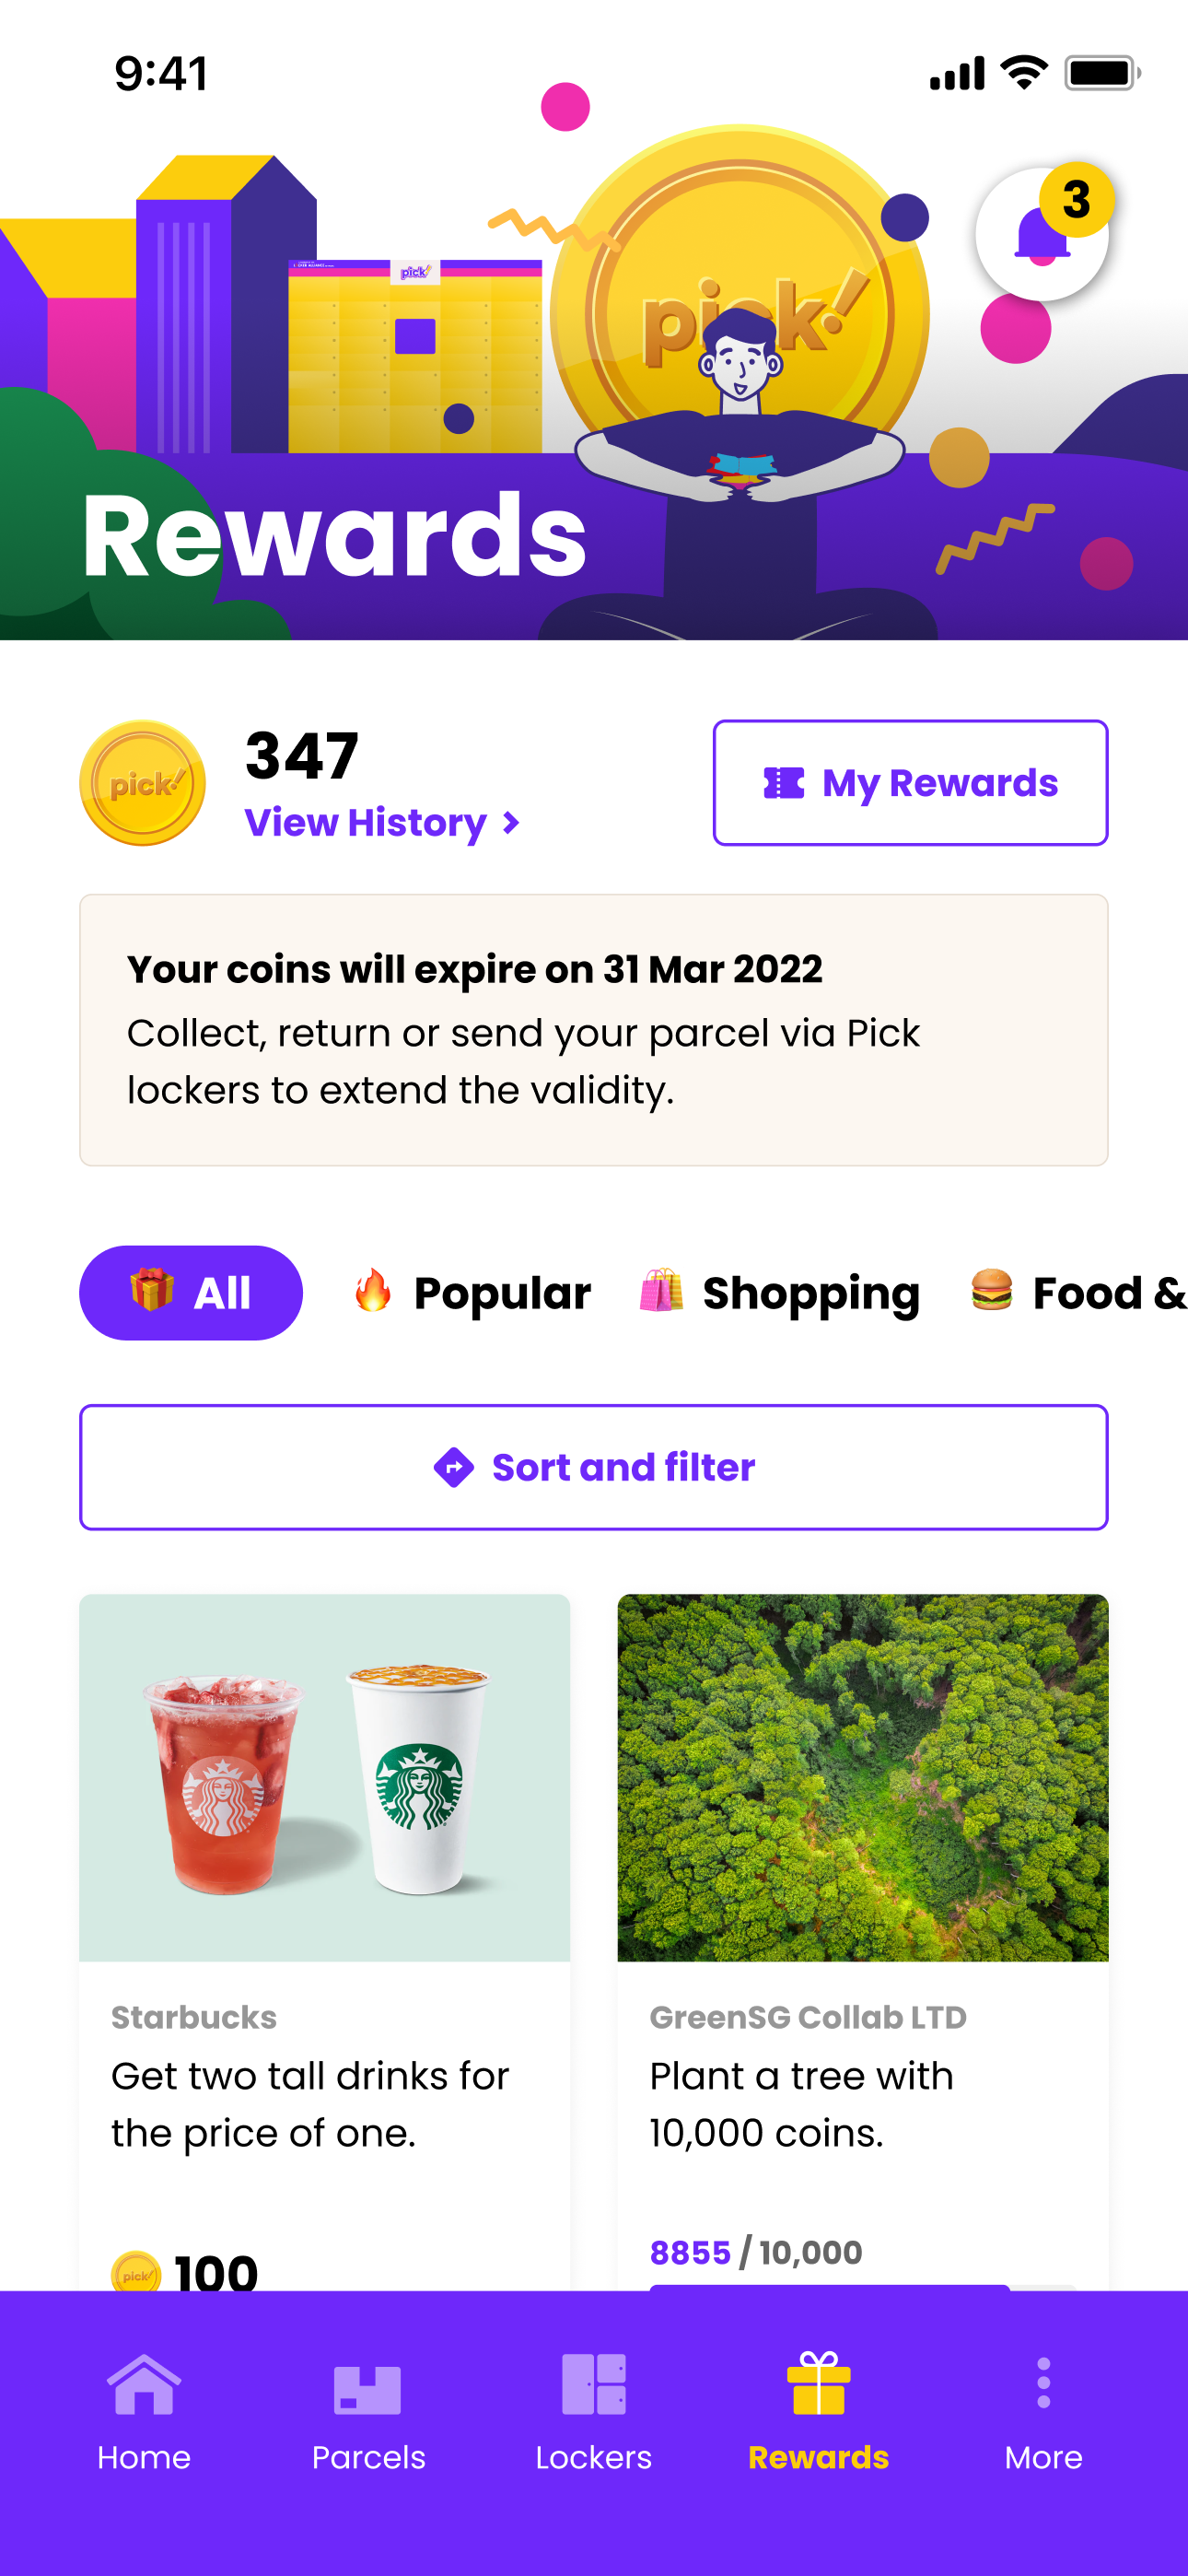 9:41
pick!
3
pick!
Rewards
pick!
347
My Rewards
View History
Your coins will expire on 31 Mar 2022
Collect, return or send your parcel via Pick
lockers to extend the validity.
🎁 All 🔥 Popular 🛍️ Shopping 🍔 Food &
Sort and filter
Starbucks
Get two tall drinks for
the price of one.
pick!
100
GreenSG Collab LTD
Plant a tree with
10,000 coins.
8855 / 10,000
Home Parcels Lockers Rewards More